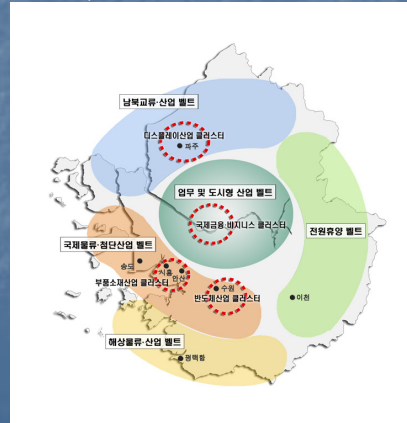 남북교류·산업 벨트
디스플레이산업 클러스터
파주
업무 및 도시형 산업 벨트
국제금융·비지니스 클러스터
전원휴양 벨트
국제물류·첨단산업 벨트
송도
시흥
안산
부품소재산업 클러스터
수원
반도체산업 클러스터
이천
해상물류·산업 벨트
평택항